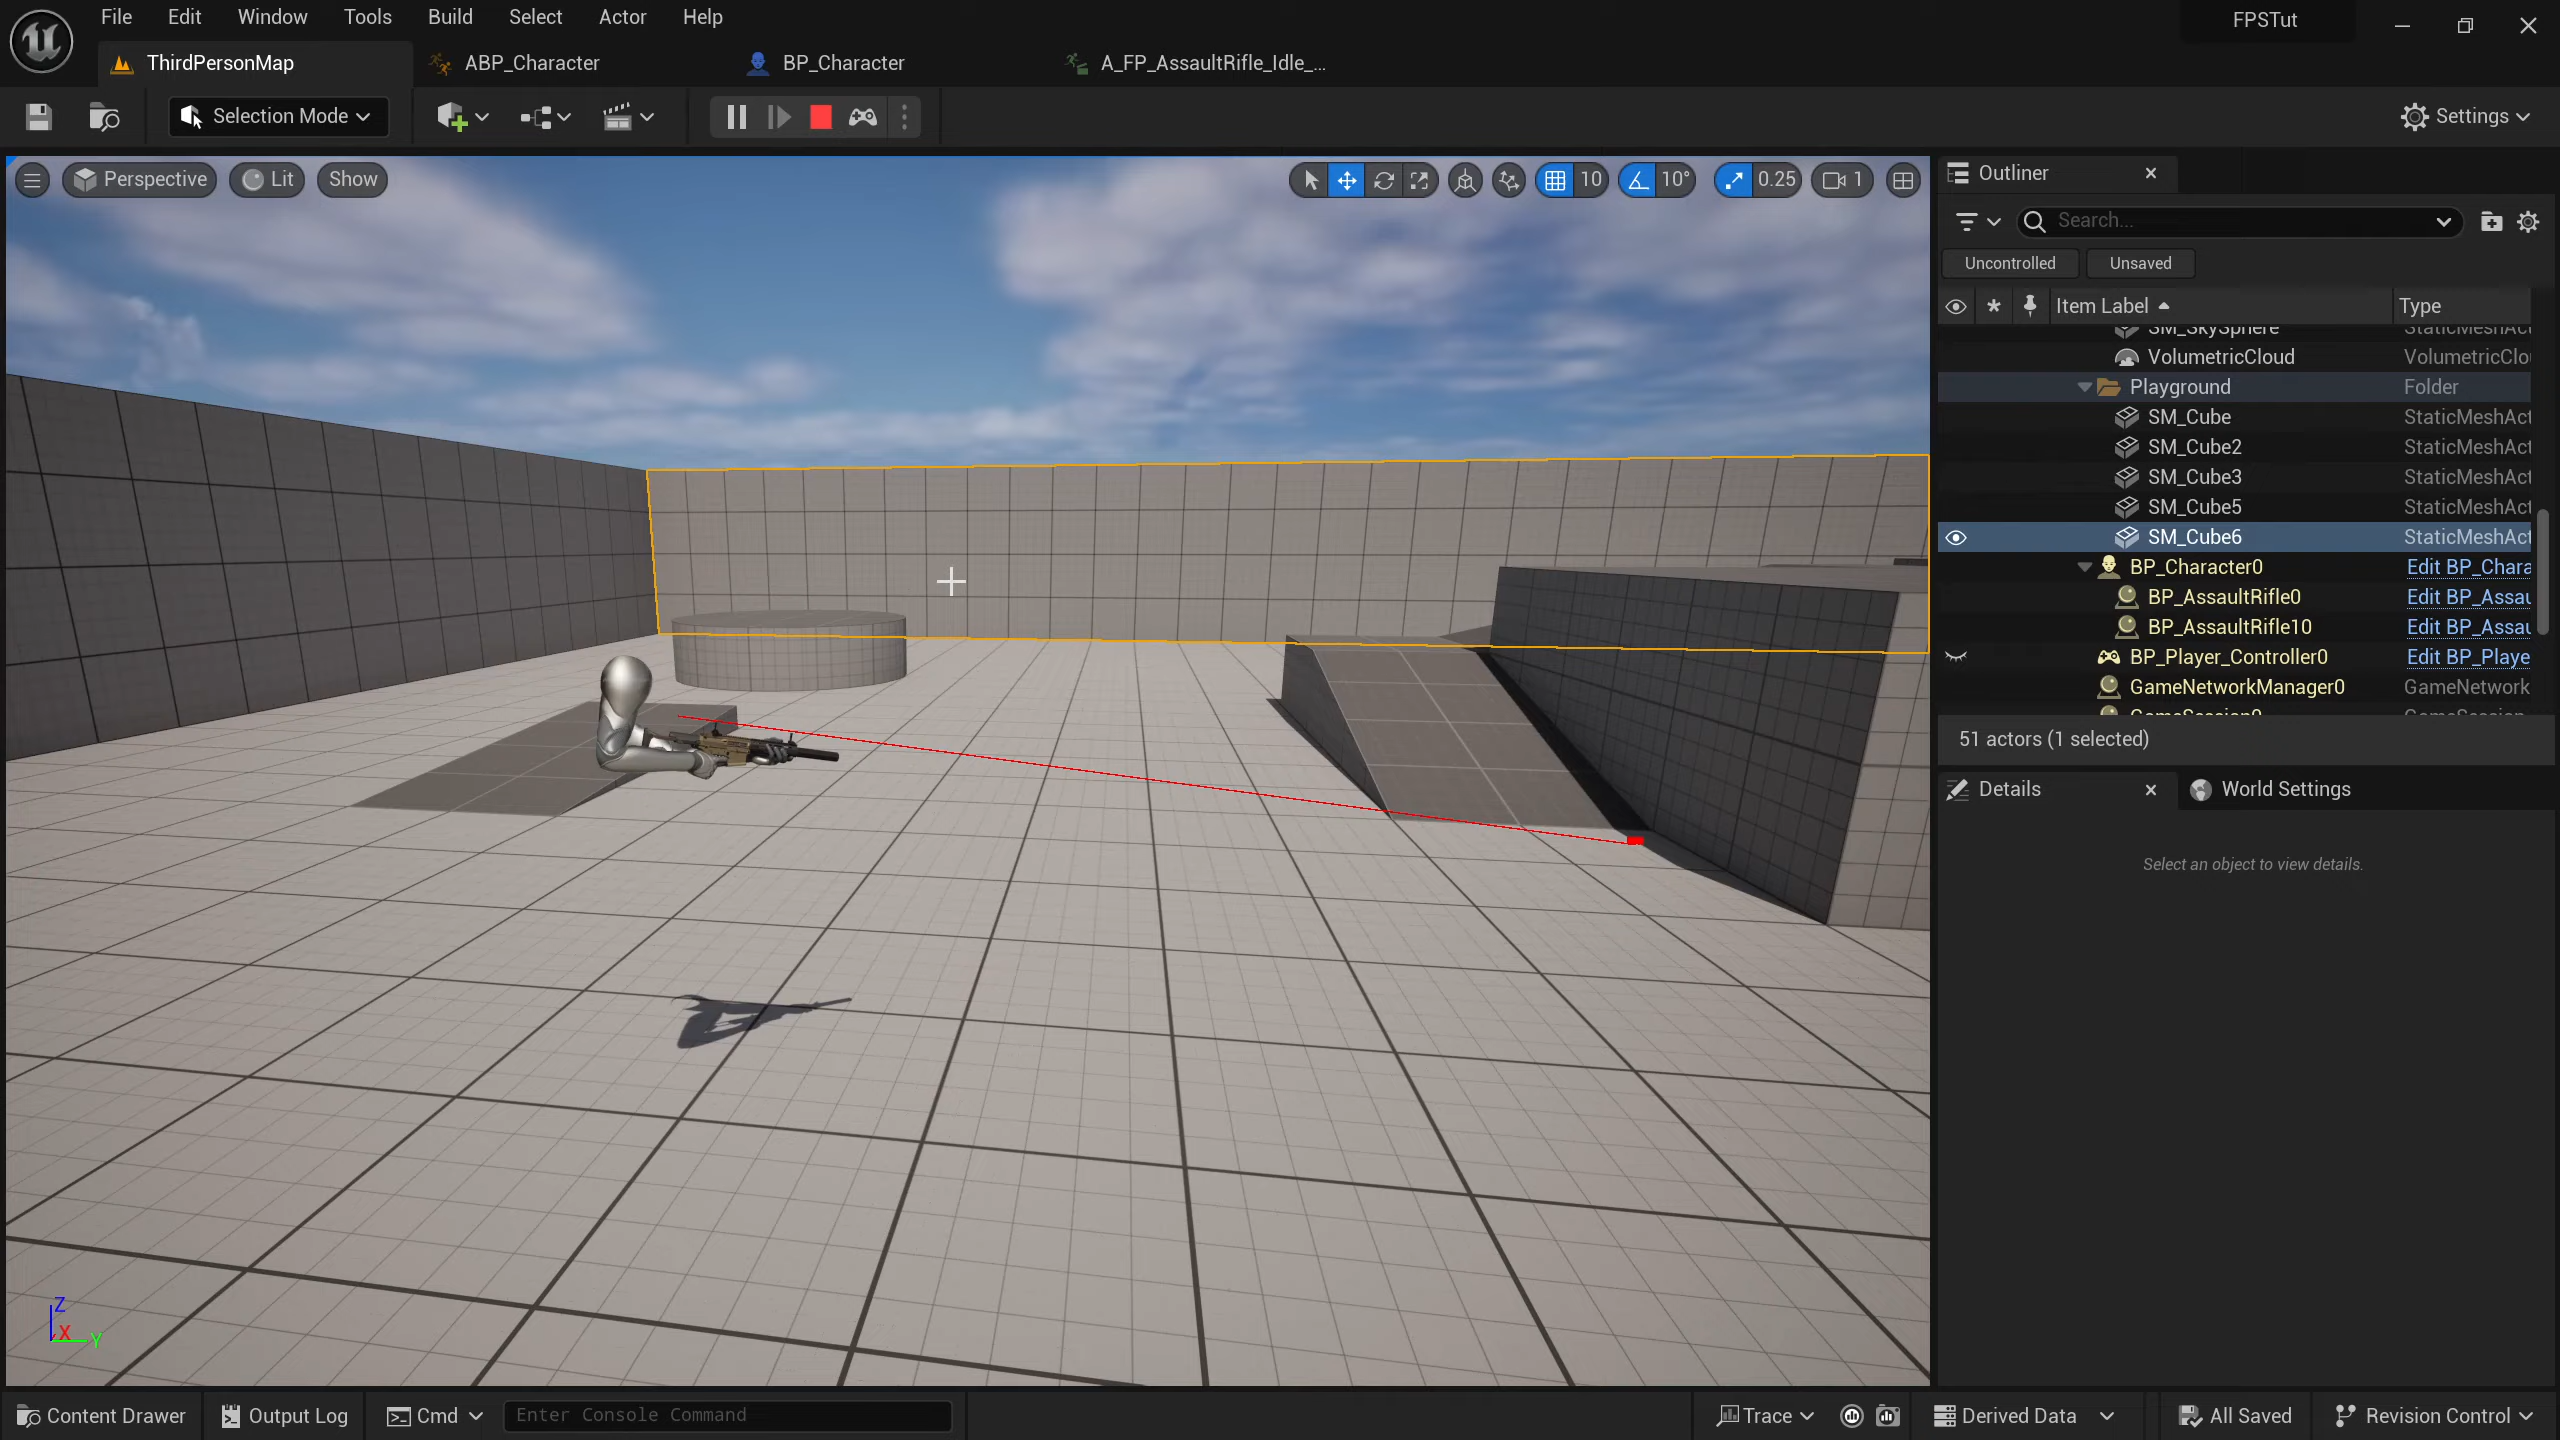 File Edit Window Tools Build Select Actor Help
FPSTut
ThirdPersonMap
ABP_Character
BP_Character
A_FP_AssaultRifle_Idle_...
Selection Mode
Settings
Perspective
Lit
Show
10
10°
0.25
1
Outliner
Search...
Uncontrolled
Unsaved
Item Label
Type
SM_SkySphere StaticMeshAct
VolumetricCloud VolumetricClo
Playground Folder
SM_Cube StaticMeshAct
SM_Cube2 StaticMeshAct
SM_Cube3 StaticMeshAct
SM_Cube5 StaticMeshAct
SM_Cube6 StaticMeshAct
BP_Character0 Edit BP_Chara
BP_AssaultRifle0 Edit BP_Assau
BP_AssaultRifle10 Edit BP_Assau
BP_Player_Controller0 Edit BP_Playe
GameNetworkManager0 GameNetwork
GameSession0 GameSession
51 actors (1 selected)
Details
World Settings
Select an object to view details.
Z
X
Y
Content Drawer
Output Log
Cmd
Enter Console Command
Trace
Derived Data
All Saved
Revision Control